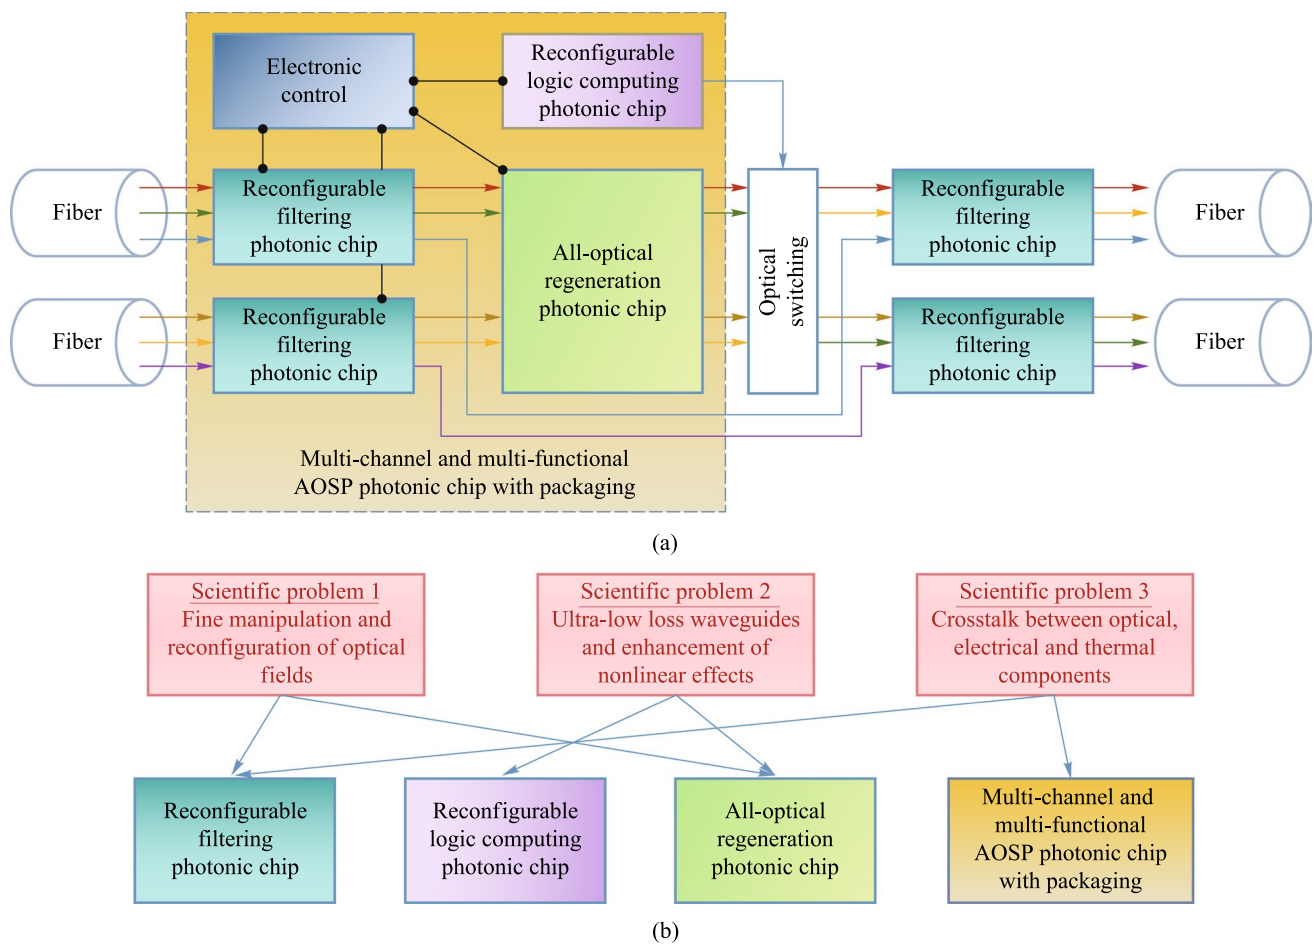 Electronic
control
Reconfigurable
logic computing
photonic chip
Fiber
Reconfigurable
filtering
photonic chip
All-optical
regeneration
photonic chip
Optical
switching
Reconfigurable
filtering
photonic chip
Fiber
Fiber
Reconfigurable
filtering
photonic chip
Reconfigurable
filtering
photonic chip
Fiber
Multi-channel and multi-functional
AOSP photonic chip with packaging
(a)
Scientific problem 1
Fine manipulation and
reconfiguration of optical
fields
Scientific problem 2
Ultra-low loss waveguides
and enhancement of
nonlinear effects
Scientific problem 3
Crosstalk between optical,
electrical and thermal
components
Reconfigurable
filtering
photonic chip
Reconfigurable
logic computing
photonic chip
All-optical
regeneration
photonic chip
Multi-channel and
multi-functional
AOSP photonic chip
with packaging
(b)